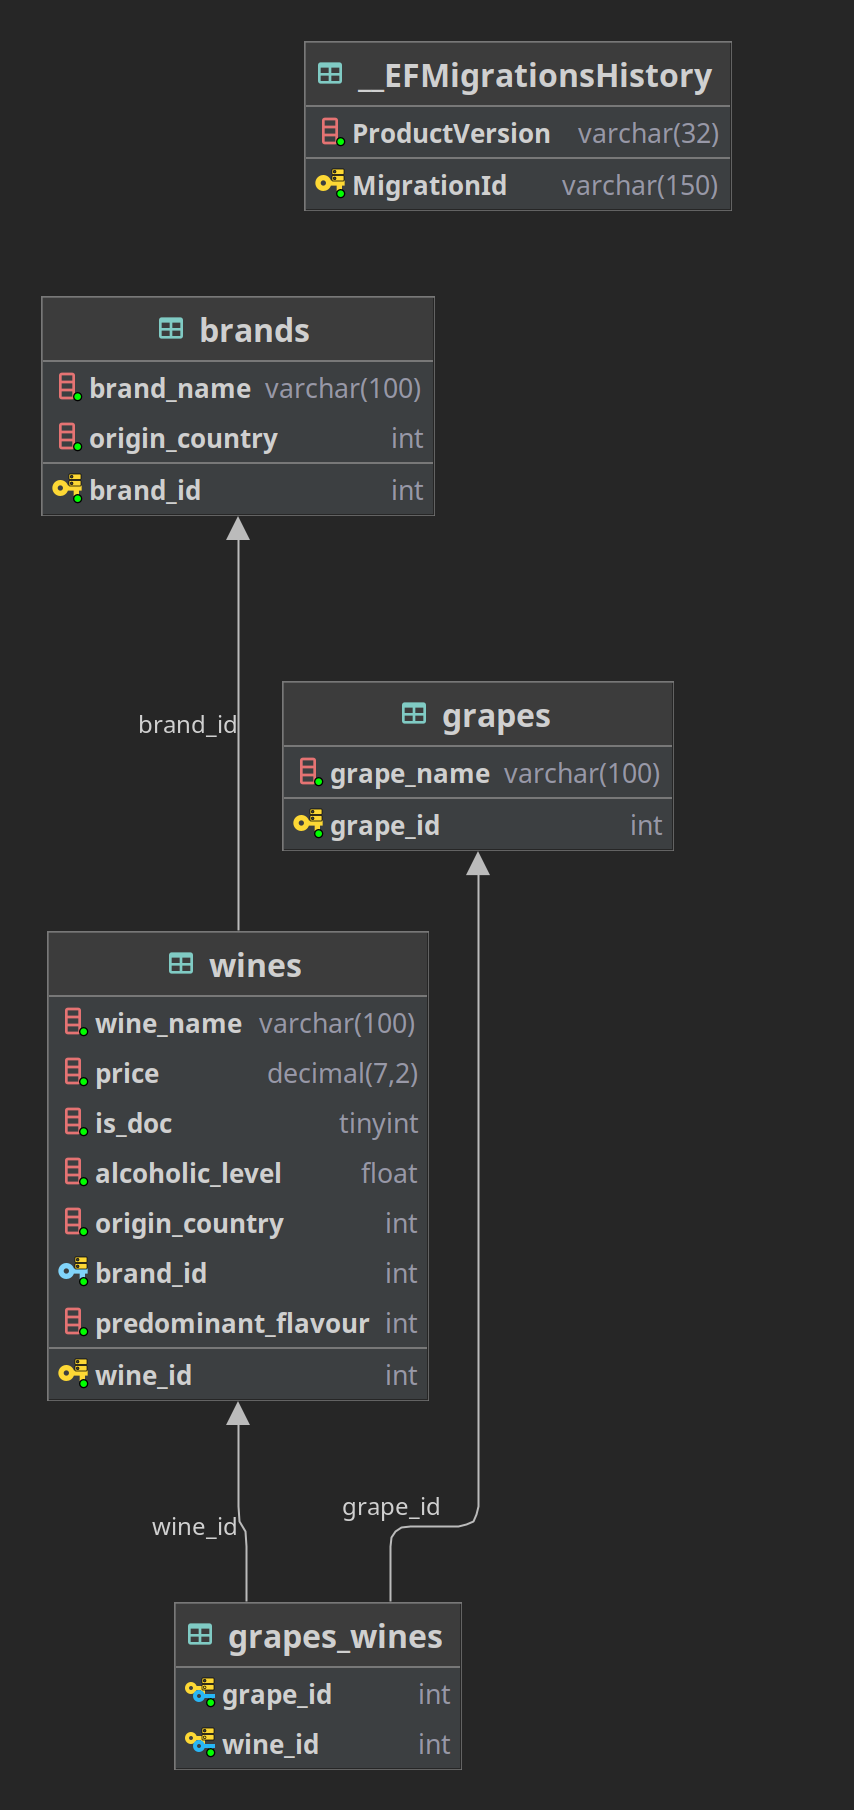 __EFMigrationsHistory
ProductVersion varchar(32)
MigrationId varchar(150)
brands
brand_name varchar(100)
origin_country int
brand_id int
brand_id
grapes
grape_name varchar(100)
grape_id int
wines
wine_name varchar(100)
price decimal(7,2)
is_doc tinyint
alcoholic_level float
origin_country int
brand_id int
predominant_flavour int
wine_id int
grape_id
wine_id
grapes_wines
grape_id int
wine_id int